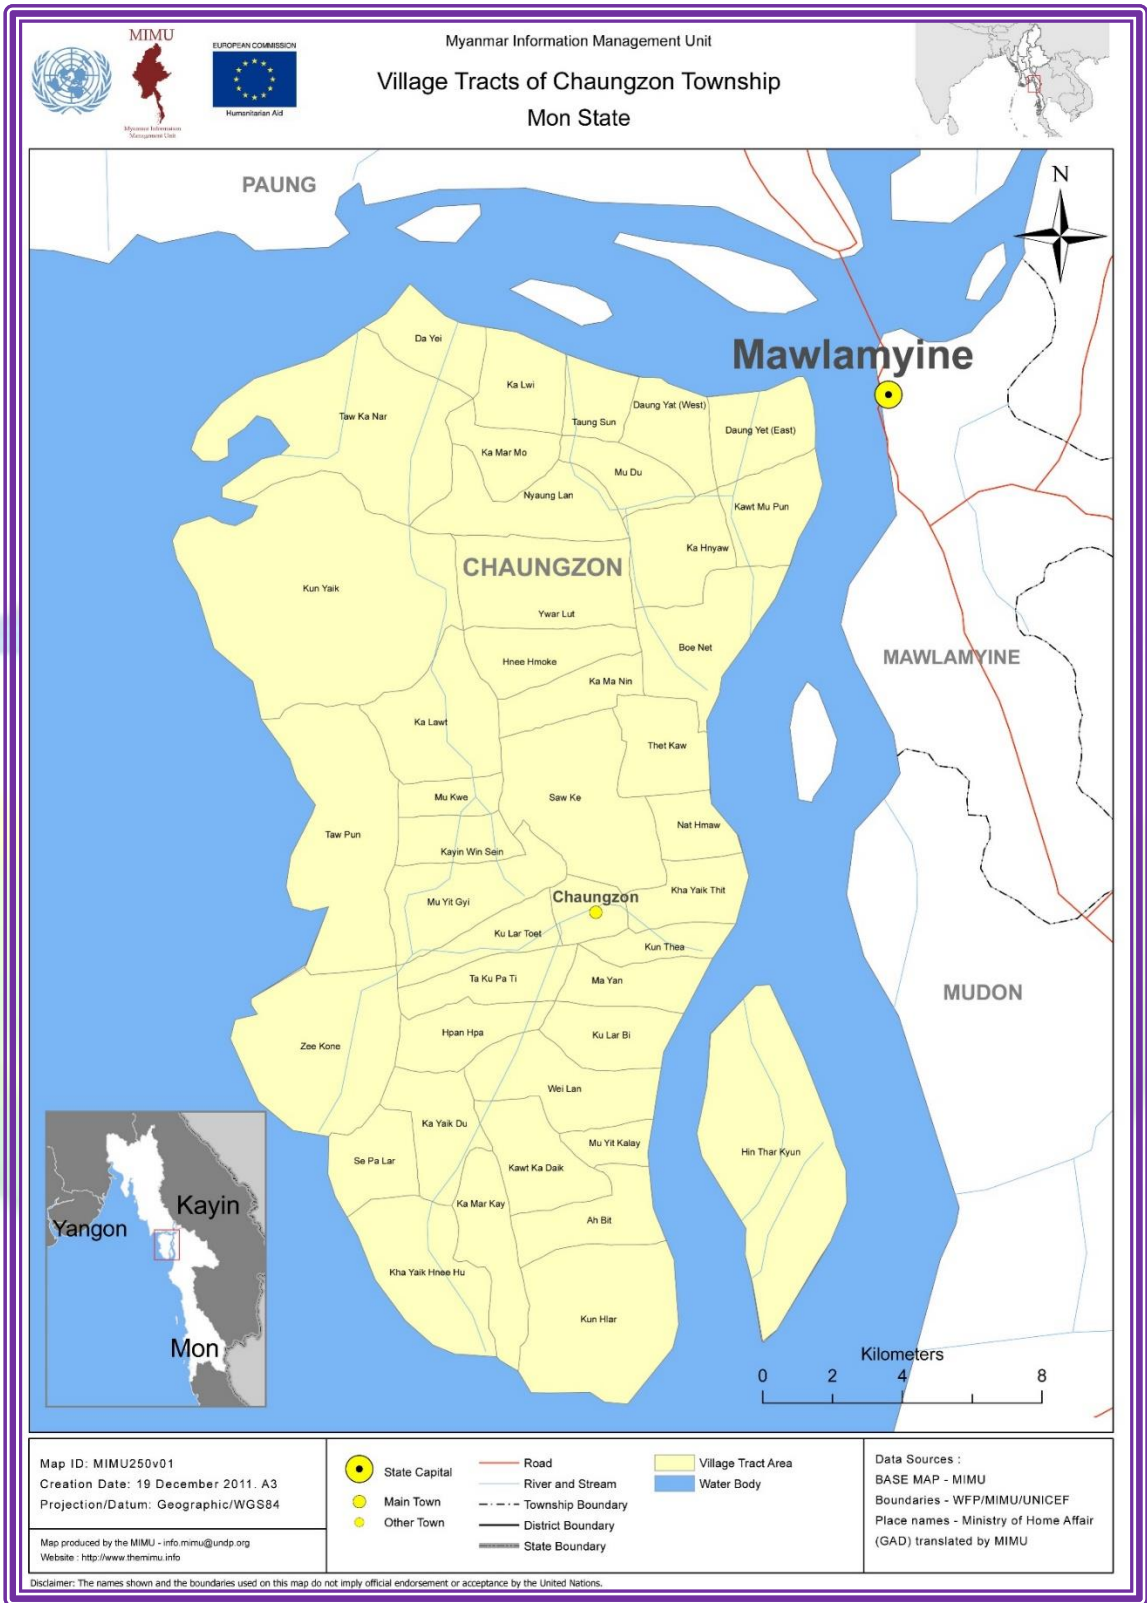 MIMU
Myanmar Information
Management Unit
EUROPEAN COMMISSION
Humanitarian Aid
Myanmar Information Management Unit
Village Tracts of Chaungzon Township
Mon State
PAUNG
N
Da Yei
Ka Lwi
Mawlamyine
Taw Ka Nar
Taung Sun
Daung Yat (West)
Daung Yet (East)
Ka Mar Mo
Mu Du
Nyaung Lan
Kawt Mu Pun
Ka Hnyaw
CHAUNGZON
Kun Yaik
Ywar Lut
Boe Net
MAWLAMYINE
Hnee Hmoke
Ka Ma Nin
Ka Lawt
Thet Kaw
Mu Kwe
Saw Ke
Taw Pun
Nat Hmaw
Kayin Win Sein
Kha Yaik Thit
Mu Yit Gyi
Chaungzon
Ku Lar Toet
Kun Thea
Ta Ku Pa Ti
Ma Yan
MUDON
Hpan Hpa
Ku Lar Bi
Zee Kone
Wei Lan
Ka Yaik Du
Mu Yit Kalay
Hin Thar Kyun
Se Pa Lar
Kawt Ka Daik
Ka Mar Kay
Ah Bit
Kha Yaik Hnee Hu
Kun Hlar
Kayin
Yangon
Mon
Kilometers
0 2 4 8
Map ID: MIMU250v01
Creation Date: 19 December 2011. A3
Projection/Datum: Geographic/WGS84
Map produced by the MIMU - info.mimu@undp.org
Website : http://www.themimu.info
State Capital
Main Town
Other Town
Road
River and Stream
Township Boundary
District Boundary
State Boundary
Village Tract Area
Water Body
Data Sources :
BASE MAP - MIMU
Boundaries - WFP/MIMU/UNICEF
Place names - Ministry of Home Affair
(GAD) translated by MIMU
Disclaimer: The names shown and the boundaries used on this map do not imply official endorsement or acceptance by the United Nations.